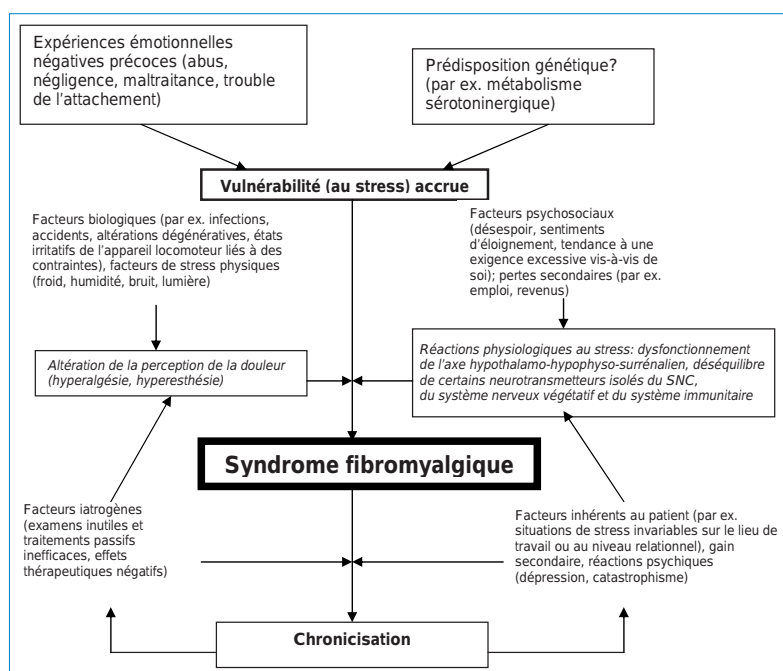 Expériences émotionnelles
négatives précoces (abus,
négligence, maltraitance, trouble
de l'attachement)
Prédisposition génétique?
(par ex. métabolisme
sérotoninergique)
Vulnérabilité (au stress) accrue
Facteurs biologiques (par ex. infections,
accidents, altérations dégénératives, états
irritatifs de l'appareil locomoteur liés à des
contraintes), facteurs de stress physiques
(froid, humidité, bruit, lumière)
Facteurs psychosociaux
(désespoir, sentiments
d'éloignement, tendance à une
exigence excessive vis-à-vis de
soi); pertes secondaires (par ex.
emploi, revenus)
Altération de la perception de la douleur
(hyperalgésie, hyperesthésie)
Réactions physiologiques au stress: dysfonctionnement
de l'axe hypothalamo-hypophyso-surrénalien, déséquilibre
de certains neurotransmetteurs isolés du SNC,
du système nerveux végétatif et du système immunitaire
Syndrome fibromyalgique
Facteurs iatrogènes
(examens inutiles et
traitements passifs
inefficaces, effets
thérapeutiques négatifs)
Facteurs inhérents au patient (par ex.
situations de stress invariables sur le lieu de
travail ou au niveau relationnel), gain
secondaire, réactions psychiques
(dépression, catastrophisme)
Chronicisation